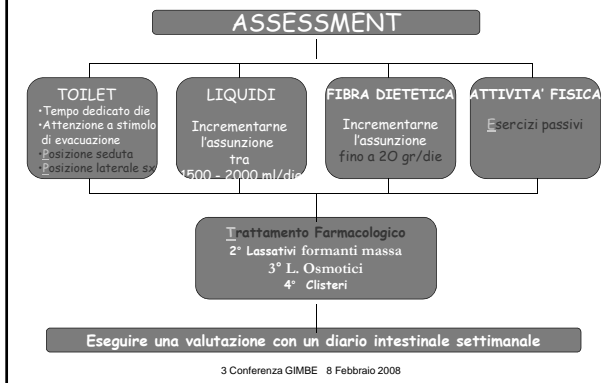 ASSESSMENT
TOILET
•Tempo dedicato die
•Attenzione a stimolo
di evacuazione
•Posizione seduta
•Posizione laterale sx
LIQUIDI
Incrementarne
l'assunzione
tra
1500 - 2000 ml/die
FIBRA DIETETICA
Incrementarne
l'assunzione
fino a 20 gr/die
ATTIVITA' FISICA
Esercizi passivi
Trattamento Farmacologico
2° Lassativi formanti massa
3° L. Osmotici
4° Clisteri
Eseguire una valutazione con un diario intestinale settimanale
3 Conferenza GIMBE 8 Febbraio 2008